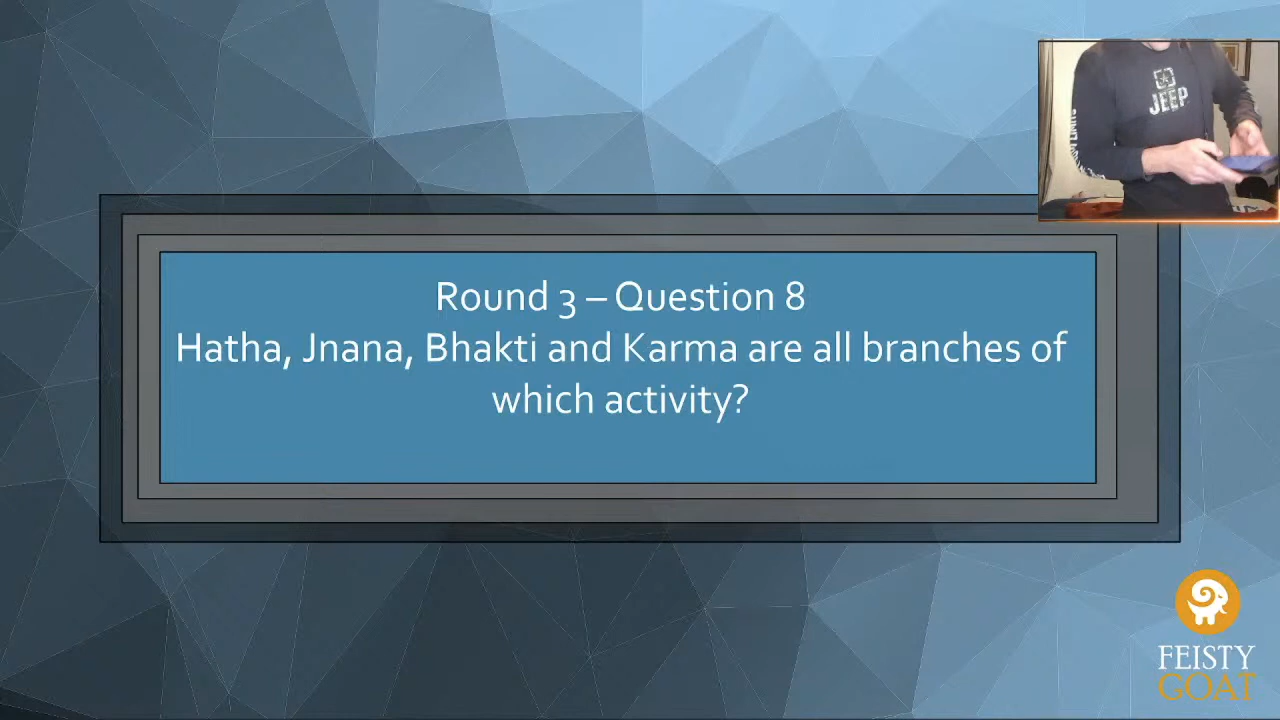 JEEP
Round 3 – Question 8
Hatha, Jnana, Bhakti and Karma are all branches of
which activity?
FEISTY
GOAT